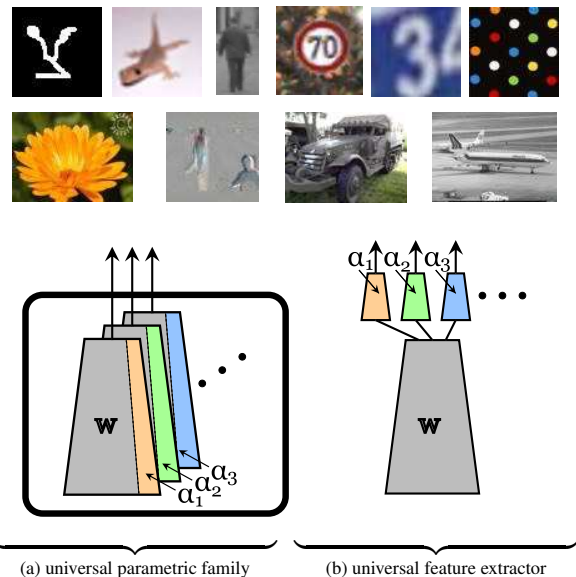 70
34
α1 α2 α3
w
w
α3
α2
α1
(a) universal parametric family
(b) universal feature extractor